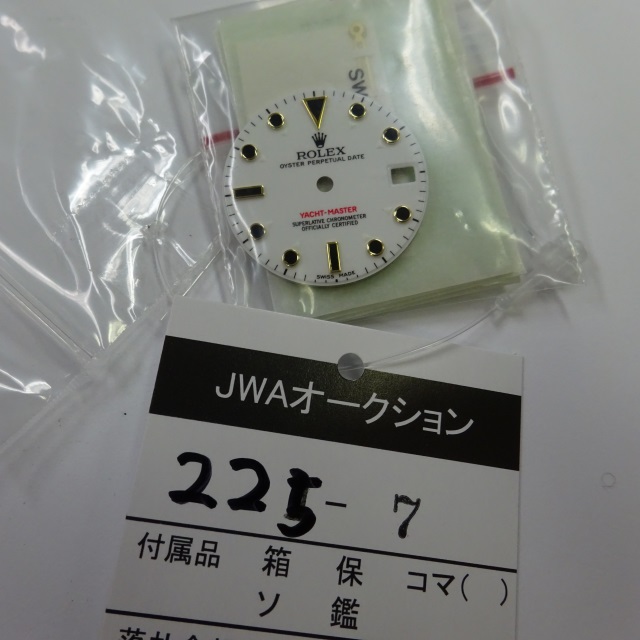 SW
ROLEX
OYSTER PERPETUAL DATE
YACHT-MASTER
SUPERLATIVE CHRONOMETER
OFFICIALLY CERTIFIED
SWISS MADE
JWAオークション
225-7
付属品 箱 保 コマ( )
ソ 鑑